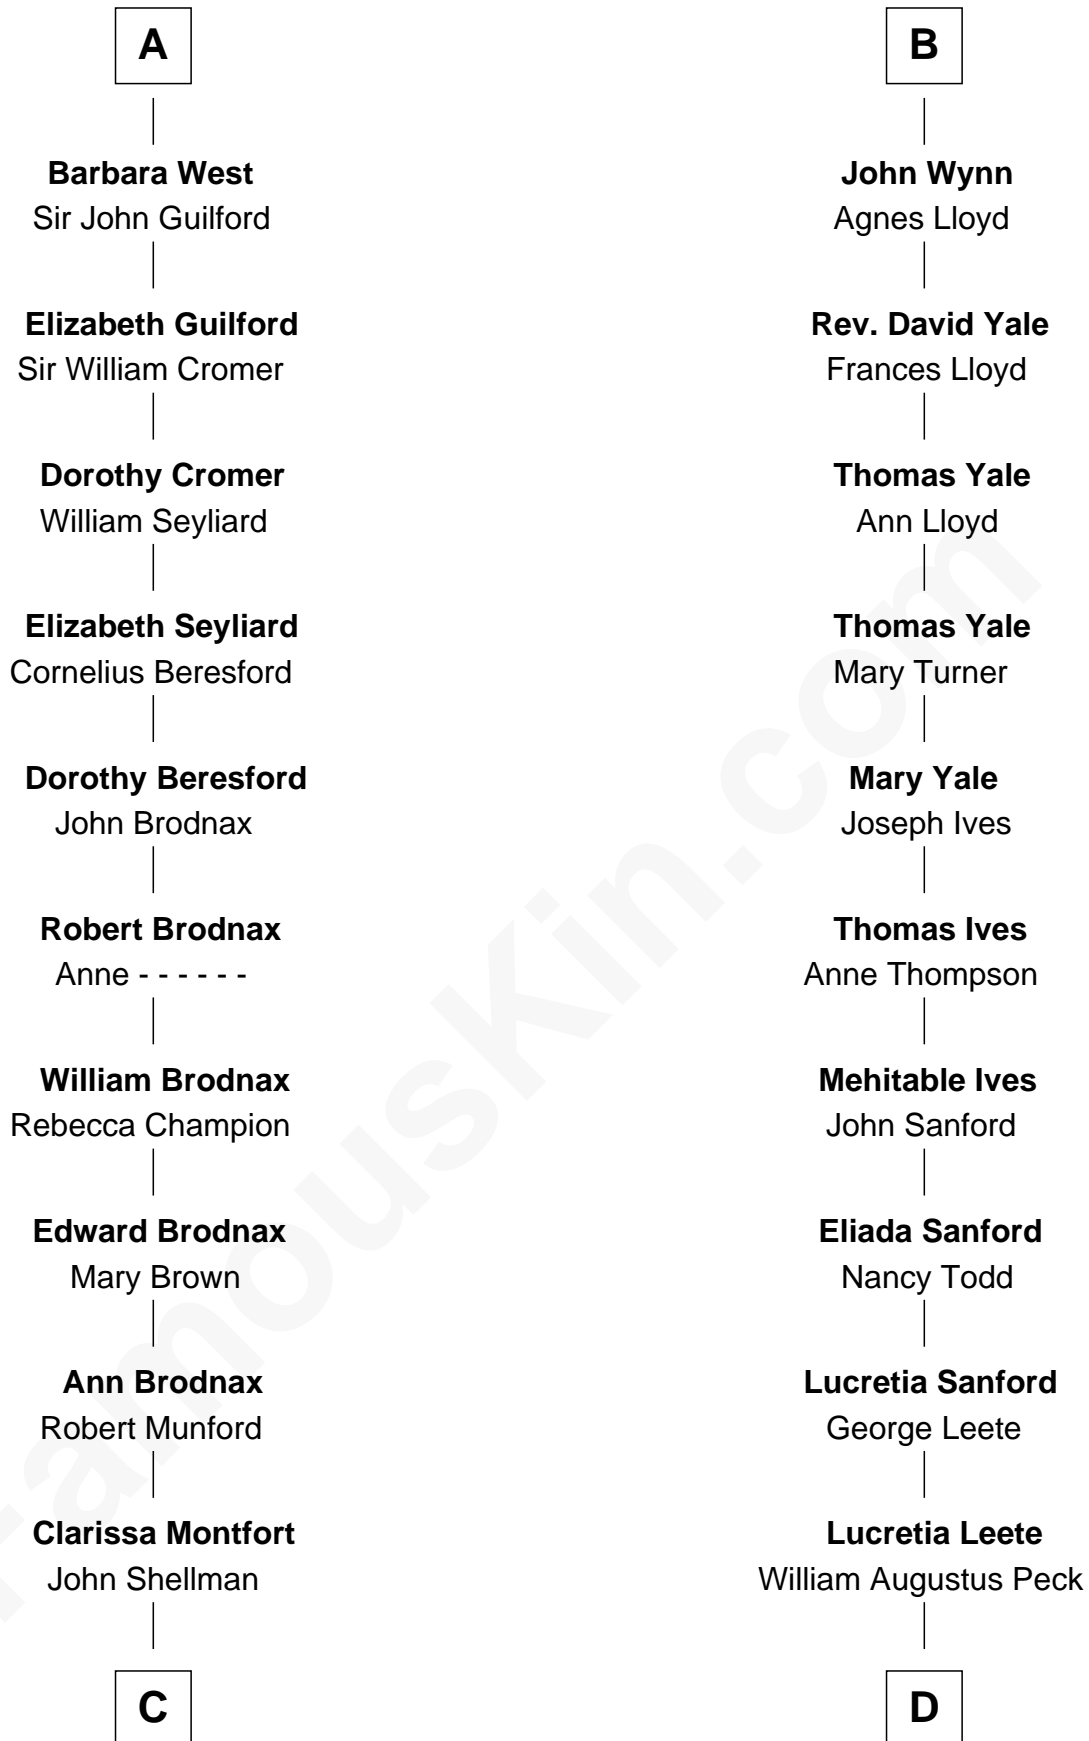 A
Barbara West
Sir John Guilford
Elizabeth Guilford
Sir William Cromer
Dorothy Cromer
William Seyliard
Elizabeth Seyliard
Cornelius Beresford
Dorothy Beresford
John Brodnax
Robert Brodnax
Anne - - - - - -
William Brodnax
Rebecca Champion
Edward Brodnax
Mary Brown
Ann Brodnax
Robert Munford
Clarissa Montfort
John Shellman
C
B
John Wynn
Agnes Lloyd
Rev. David Yale
Frances Lloyd
Thomas Yale
Ann Lloyd
Thomas Yale
Mary Turner
Mary Yale
Joseph Ives
Thomas Ives
Anne Thompson
Mehitable Ives
John Sanford
Eliada Sanford
Nancy Todd
Lucretia Sanford
George Leete
Lucretia Leete
William Augustus Peck
D
FamousKin.com